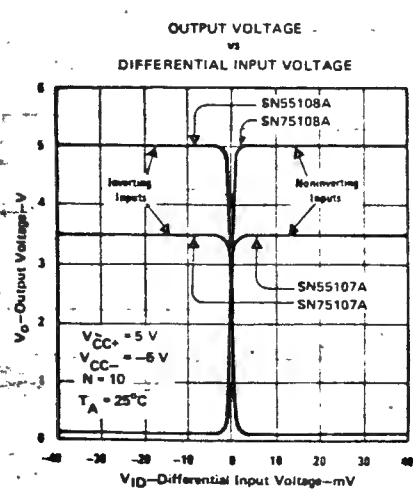 OUTPUT VOLTAGE
vs
DIFFERENTIAL INPUT VOLTAGE
6
SN55108A
SN75108A
5
Inverting
Inputs
Noninverting
Inputs
4
3
SN55107A
SN75107A
2
VCC+ = 5 V
VCC– = –5 V
N = 10
TA = 25°C
1
0
VO–Output Voltage–V
-40 -30 -20 -10 0 10 20 30 40
VID–Differential Input Voltage–mV